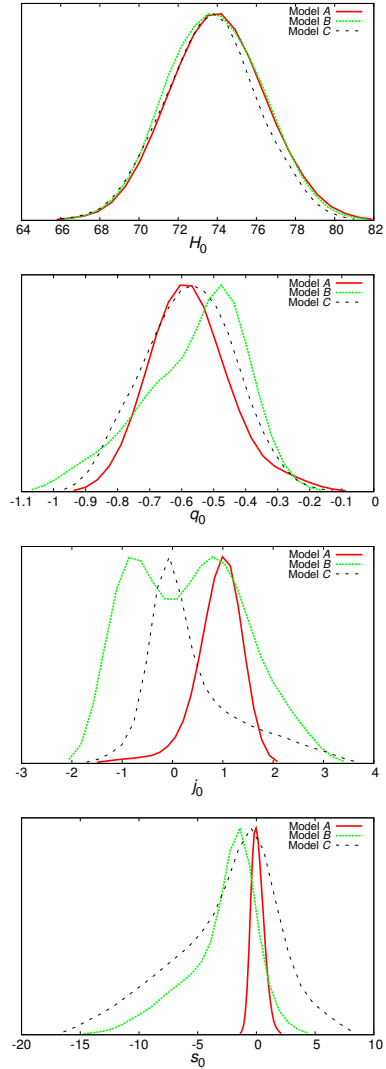 Model A
Model B
Model C
64 66 68 70 72 74 76 78 80 82
H0
Model A
Model B
Model C
-1.1 -1 -0.9 -0.8 -0.7 -0.6 -0.5 -0.4 -0.3 -0.2 -0.1 0
q0
Model A
Model B
Model C
-3 -2 -1 0 1 2 3 4
j0
Model A
Model B
Model C
-20 -15 -10 -5 0 5 10
s0